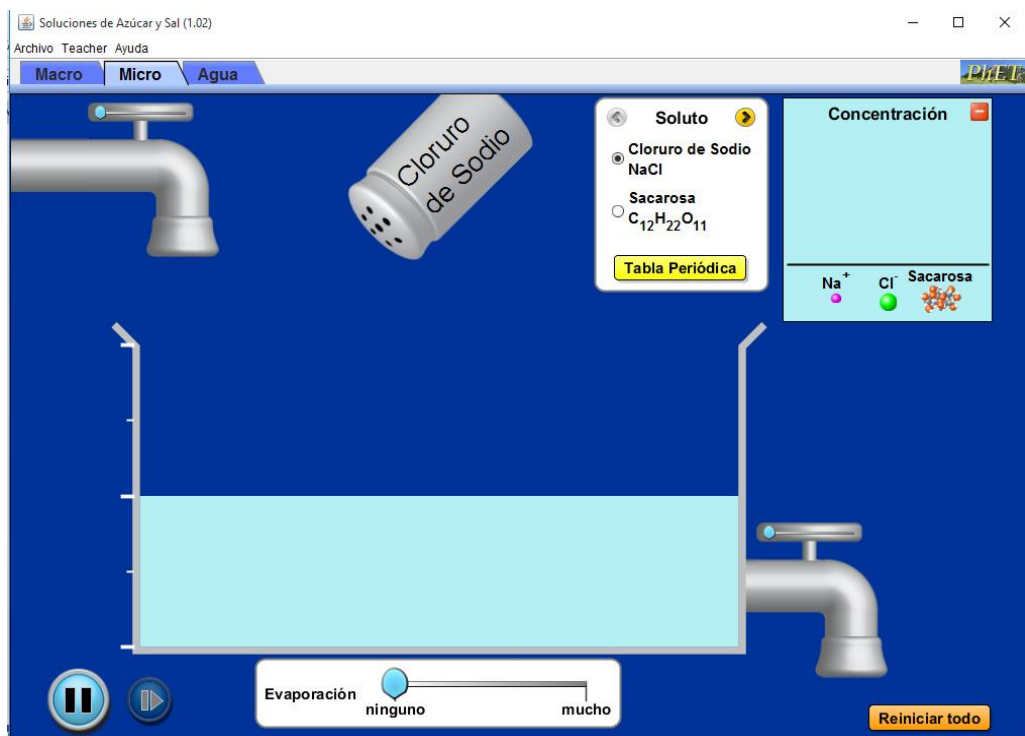 Soluciones de Azúcar y Sal (1.02)
Archivo Teacher Ayuda
Macro Micro Agua
PhET
Cloruro
de Sodio
Soluto
Cloruro de Sodio
NaCl
Sacarosa
C₁₂H₂₂O₁₁
Tabla Periódica
Concentración
Na⁺ Cl⁻ Sacarosa
Evaporación
ninguno mucho
Reiniciar todo